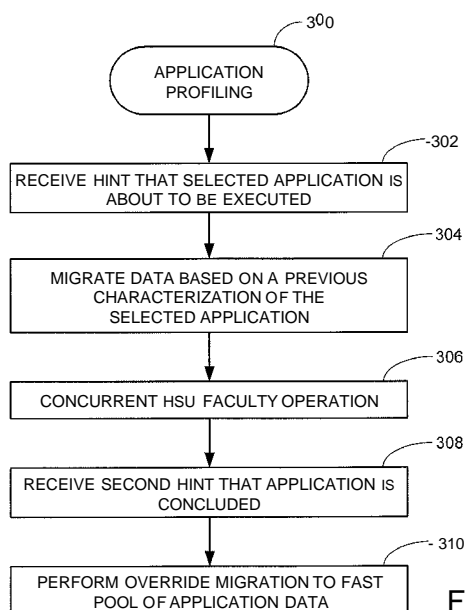 300
APPLICATION
PROFILING
-302
RECEIVE HINT THAT SELECTED APPLICATION IS
ABOUT TO BE EXECUTED
304
MIGRATE DATA BASED ON A PREVIOUS
CHARACTERIZATION OF THE
SELECTED APPLICATION
306
CONCURRENT HSU FACULTY OPERATION
308
RECEIVE SECOND HINT THAT APPLICATION IS
CONCLUDED
- 310
PERFORM OVERRIDE MIGRATION TO FAST
POOL OF APPLICATION DATA
F